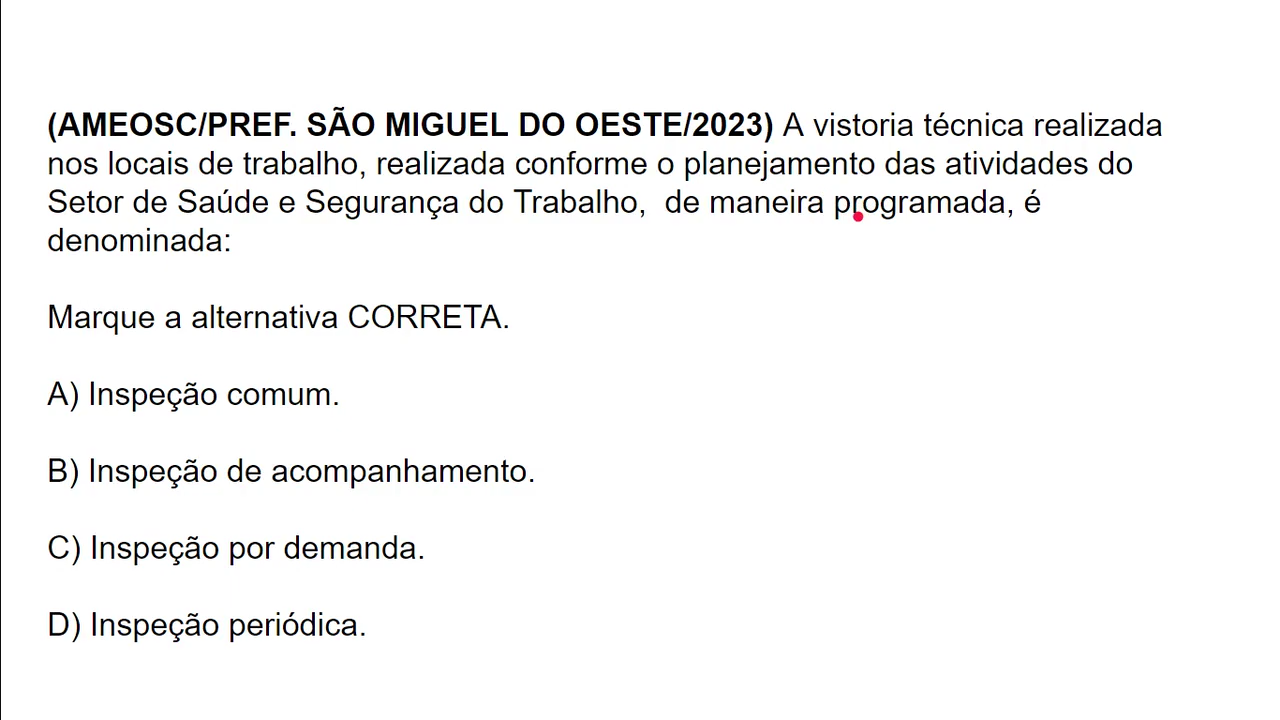 (AMEOSC/PREF. SÃO MIGUEL DO OESTE/2023) A vistoria técnica realizada
nos locais de trabalho, realizada conforme o planejamento das atividades do
Setor de Saúde e Segurança do Trabalho,  de maneira programada, é
denominada:
Marque a alternativa CORRETA.
A) Inspeção comum.
B) Inspeção de acompanhamento.
C) Inspeção por demanda.
D) Inspeção periódica.